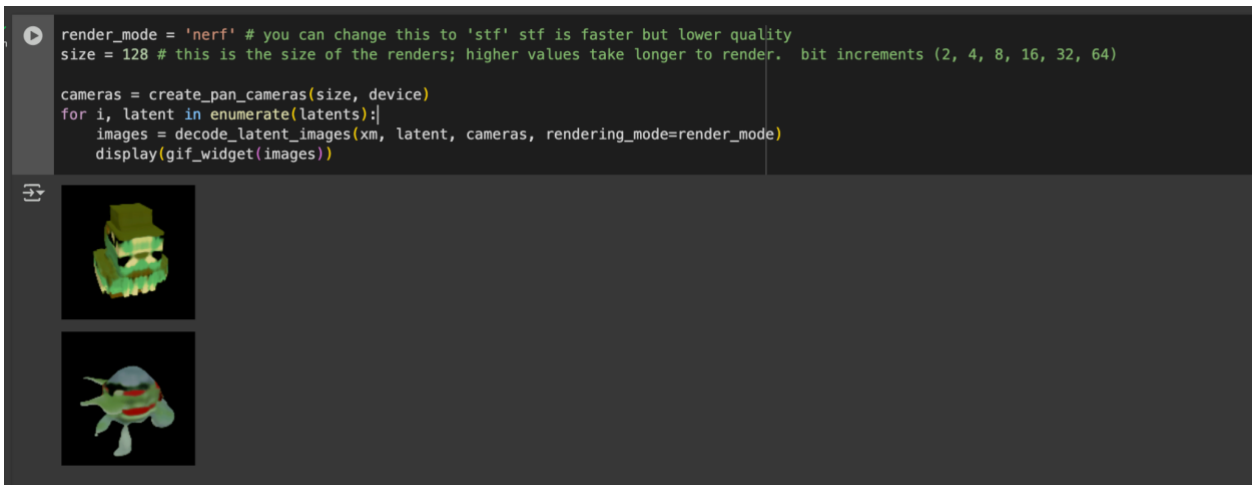 render_mode = 'nerf' # you can change this to 'stf' stf is faster but lower quality
size = 128 # this is the size of the renders; higher values take longer to render.  bit increments (2, 4, 8, 16, 32, 64)
cameras = create_pan_cameras(size, device)
for i, latent in enumerate(latents):
    images = decode_latent_images(xm, latent, cameras, rendering_mode=render_mode)
    display(gif_widget(images))